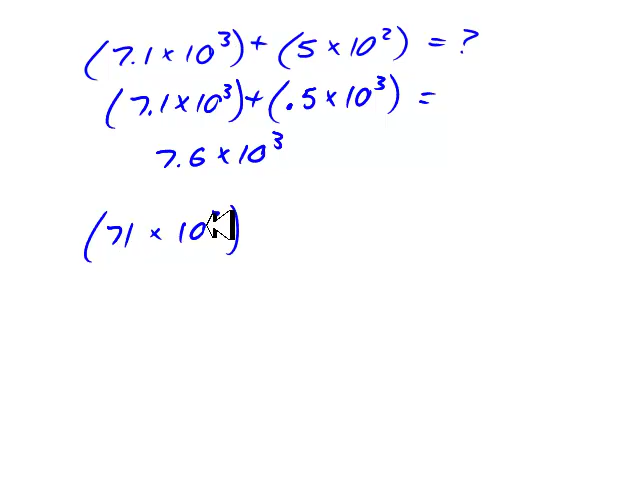 (7.1 × 10³) + (5 × 10²) = ?
(7.1 × 10³) + (.5 × 10³) =
7.6 × 10³
(71 × 10 )